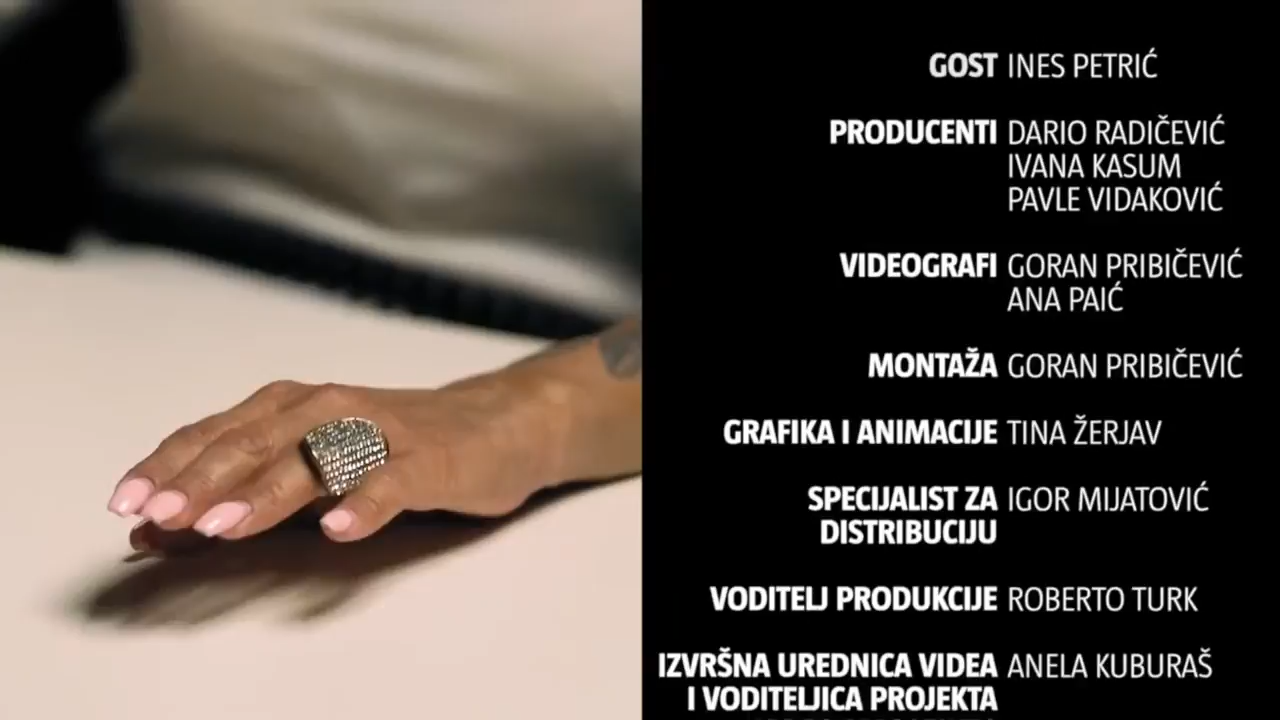 GOST INES PETRIĆ
PRODUCENTI DARIO RADIČEVIĆ
IVANA KASUM
PAVLE VIDAKOVIĆ
VIDEOGRAFI GORAN PRIBIČEVIĆ
ANA PAIĆ
MONTAŽA GORAN PRIBIČEVIĆ
GRAFIKA I ANIMACIJE TINA ŽERJAV
SPECIJALIST ZA IGOR MIJATOVIĆ
DISTRIBUCIJU
VODITELJ PRODUKCIJE ROBERTO TURK
IZVRŠNA UREDNICA VIDEA ANELA KUBURAŠ
I VODITELJICA PROJEKTA